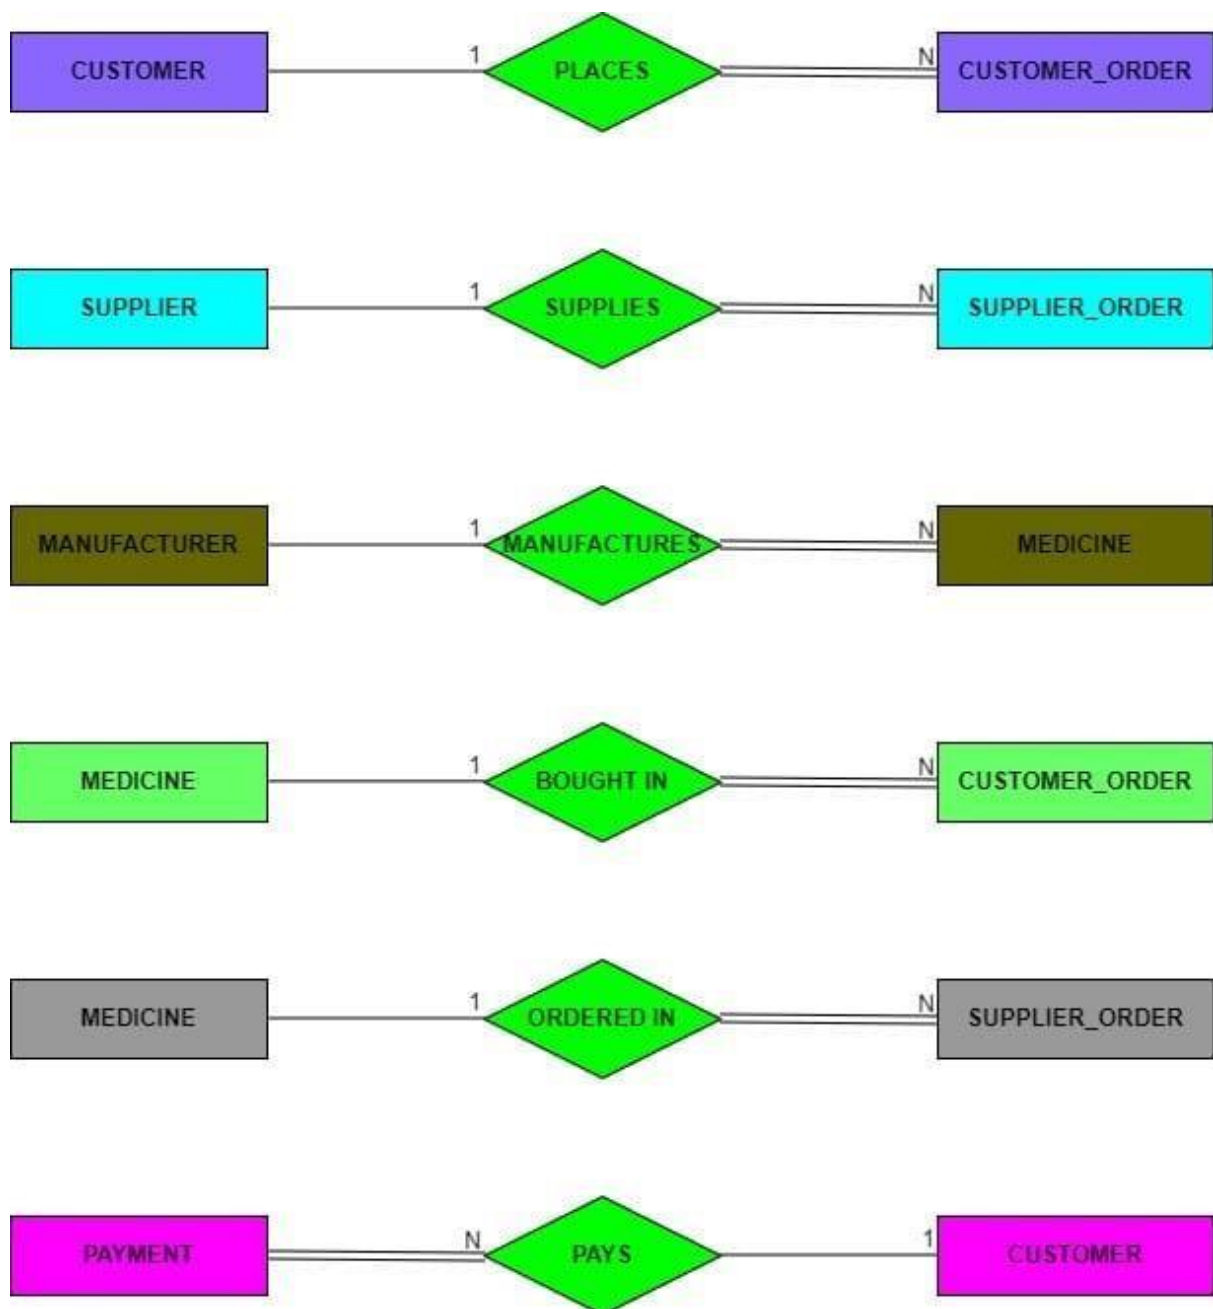 CUSTOMER 1 PLACES N CUSTOMER_ORDER
SUPPLIER 1 SUPPLIES N SUPPLIER_ORDER
MANUFACTURER 1 MANUFACTURES N MEDICINE
MEDICINE 1 BOUGHT IN N CUSTOMER_ORDER
MEDICINE 1 ORDERED IN N SUPPLIER_ORDER
PAYMENT N PAYS 1 CUSTOMER